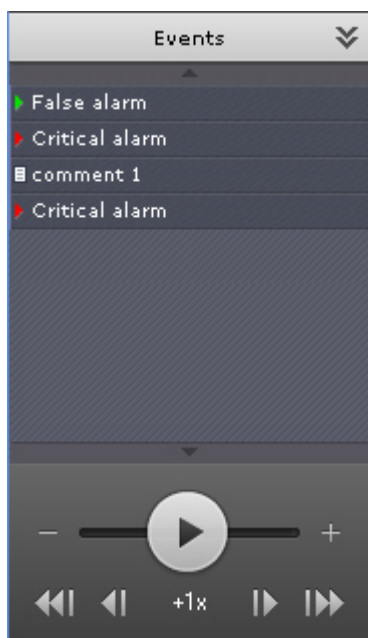 Events
False alarm
Critical alarm
comment 1
Critical alarm
+1x